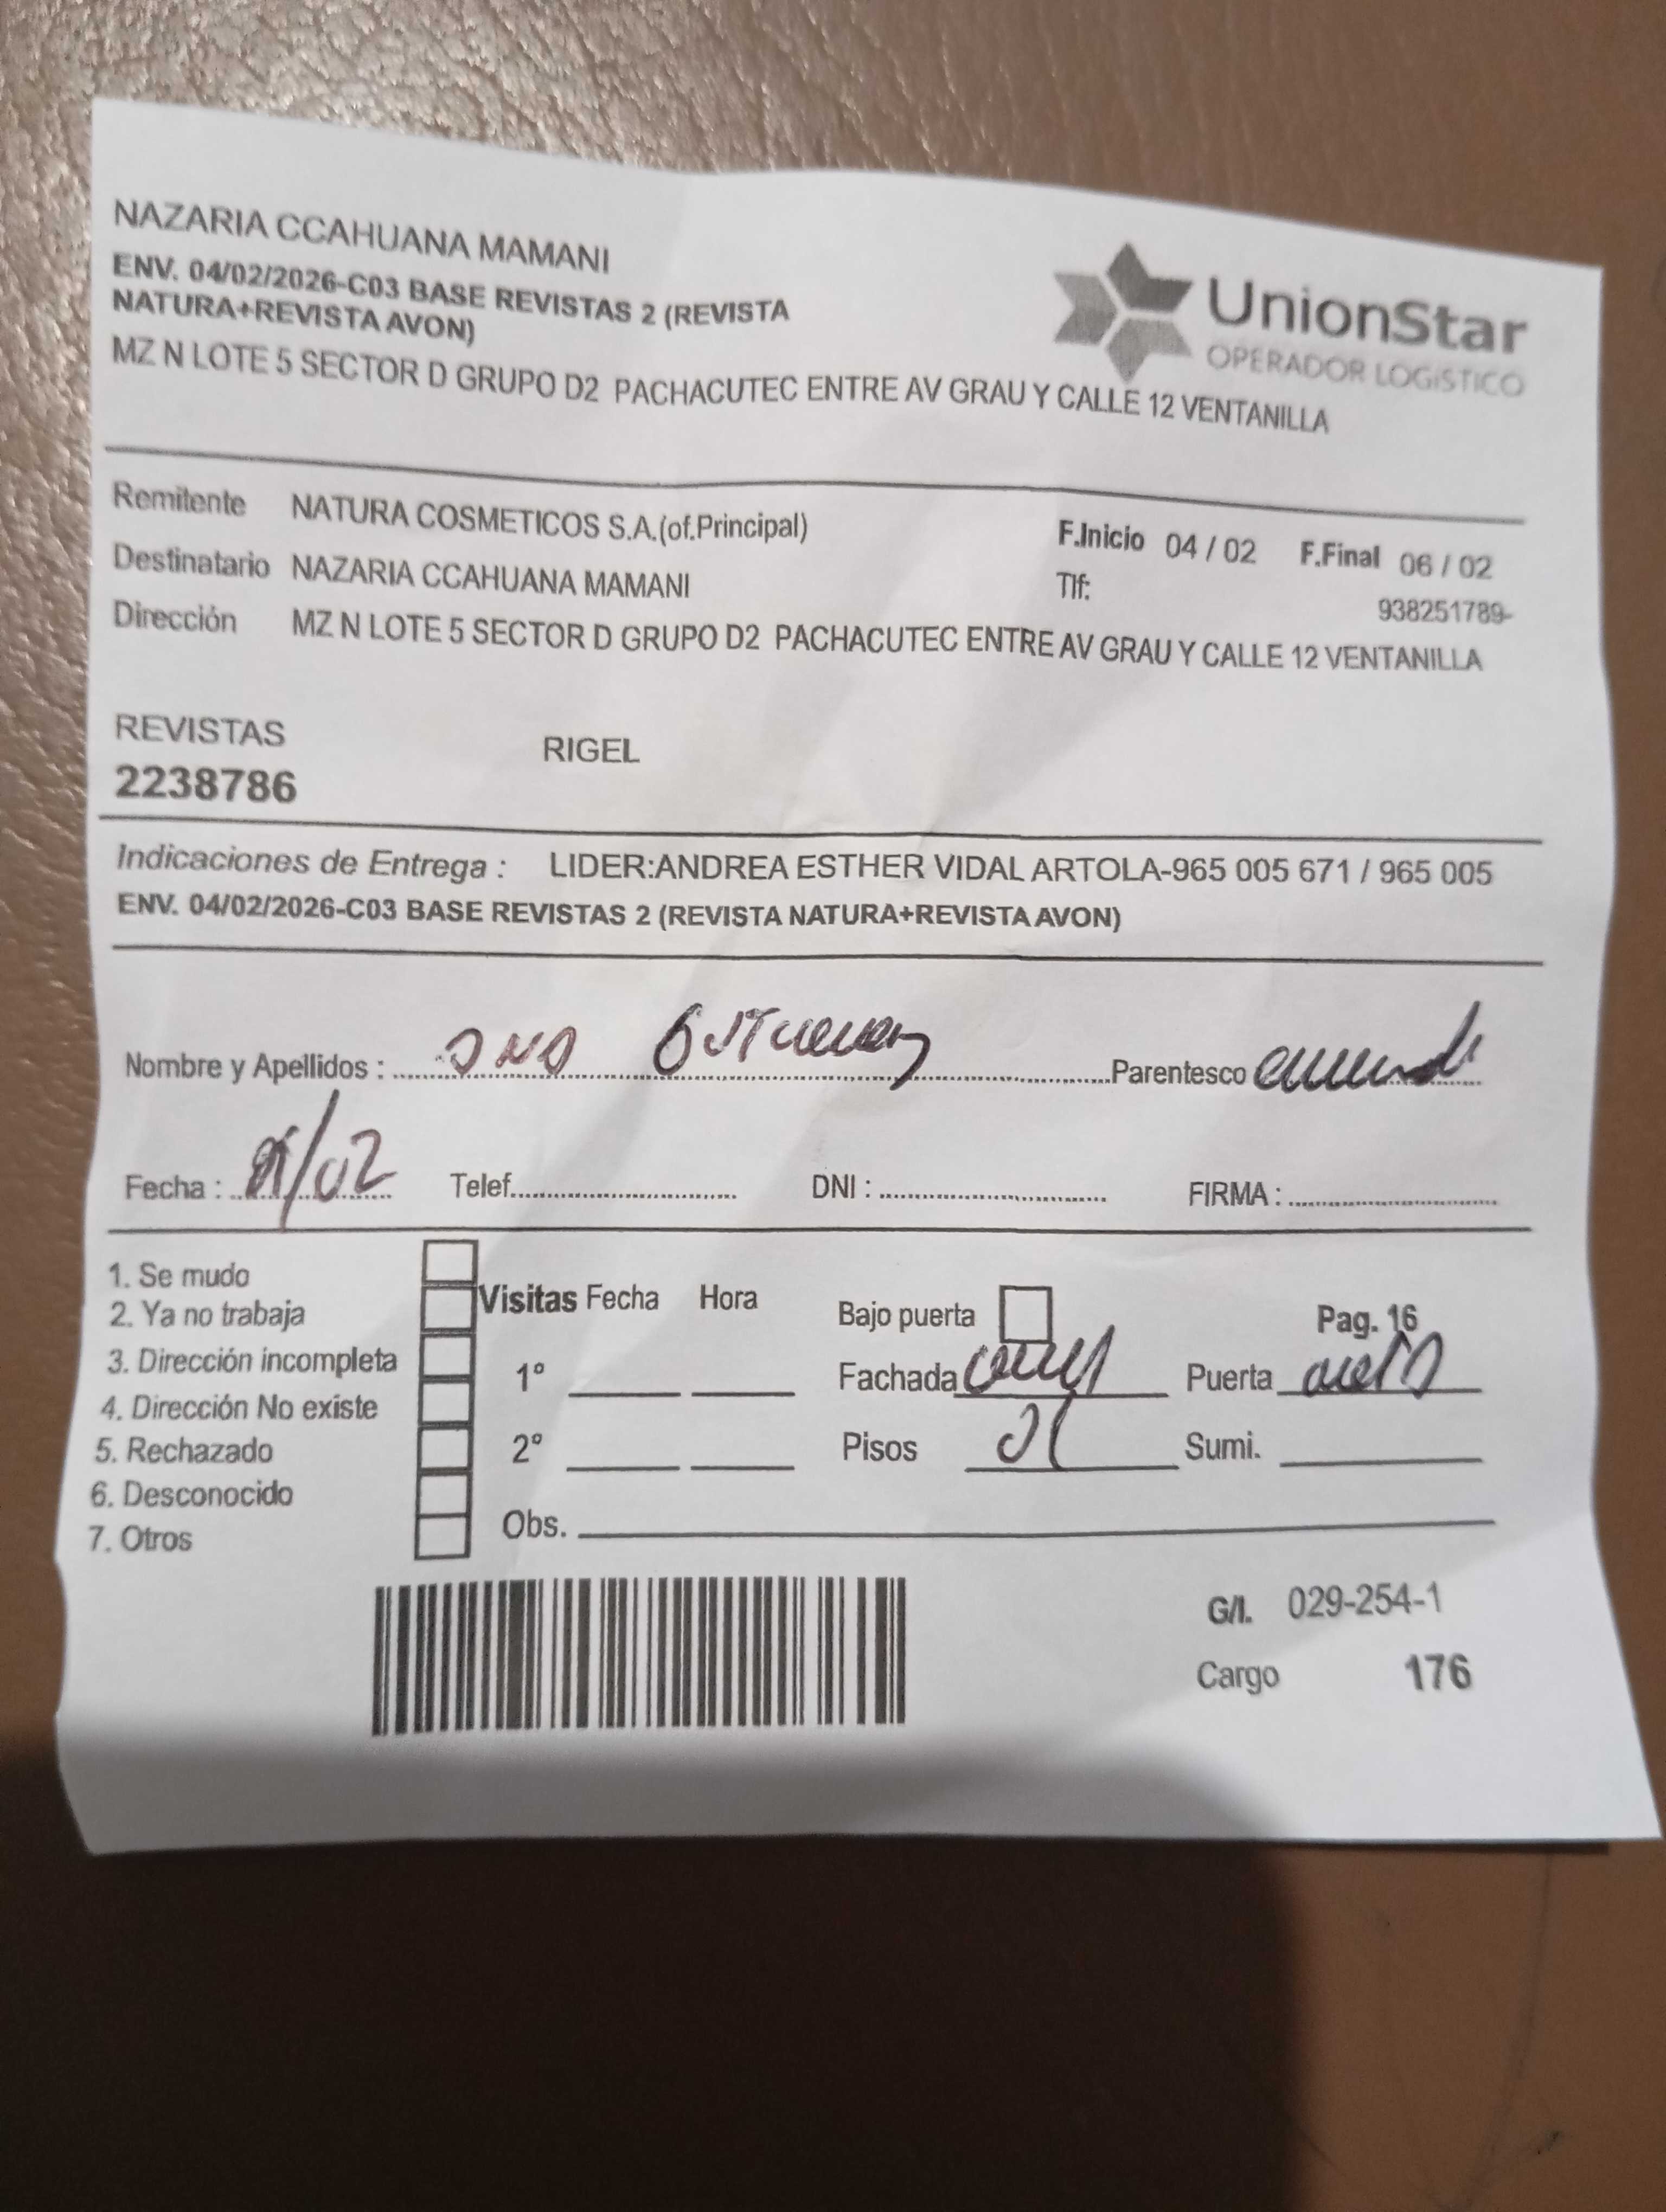 NAZARIA CCAHUANA MAMANI
ENV. 04/02/2026-C03 BASE REVISTAS 2 (REVISTA
NATURA+REVISTA AVON)
MZ N LOTE 5 SECTOR D GRUPO D2 PACHACUTEC ENTRE AV GRAU Y CALLE 12 VENTANILLA
UnionStar
OPERADOR LOGÍSTICO
Remitente NATURA COSMETICOS S.A.(of.Principal)
F.Inicio 04 / 02 F.Final 06 / 02
Destinatario NAZARIA CCAHUANA MAMANI
Tlf: 938251789-
Dirección MZ N LOTE 5 SECTOR D GRUPO D2 PACHACUTEC ENTRE AV GRAU Y CALLE 12 VENTANILLA
REVISTAS RIGEL
2238786
Indicaciones de Entrega : LIDER:ANDREA ESTHER VIDAL ARTOLA-965 005 671 / 965 005
ENV. 04/02/2026-C03 BASE REVISTAS 2 (REVISTA NATURA+REVISTA AVON)
Nombre y Apellidos : Parentesco
Fecha : /02 Telef. DNI : FIRMA :
1. Se mudo
2. Ya no trabaja
3. Dirección incompleta
4. Dirección No existe
5. Rechazado
6. Desconocido
7. Otros
Visitas Fecha Hora
1°
2°
Obs.
Bajo puerta Pag. 16
Fachada Puerta
Pisos Sumi.
G/I. 029-254-1
Cargo 176